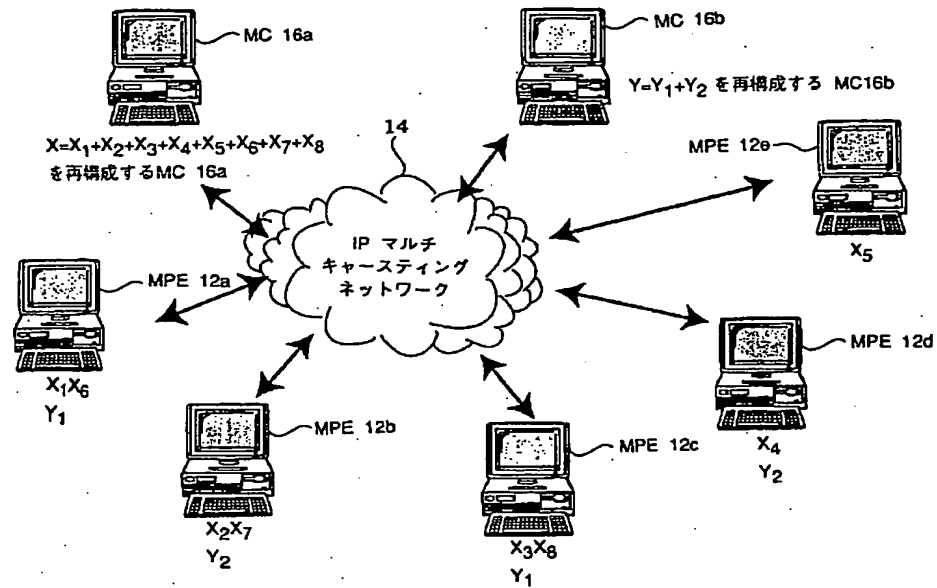 MC 16a
MC 16b
Y=Y₁+Y₂ を再構成する MC16b
X=X₁+X₂+X₃+X₄+X₅+X₆+X₇+X₈
を再構成するMC 16a
14
MPE 12e
X₅
IP マルチ
キャースティング
ネットワーク
MPE 12a
X₁X₆
Y₁
MPE 12d
X₄
Y₂
MPE 12b
X₂X₇
Y₂
MPE 12c
X₃X₈
Y₁